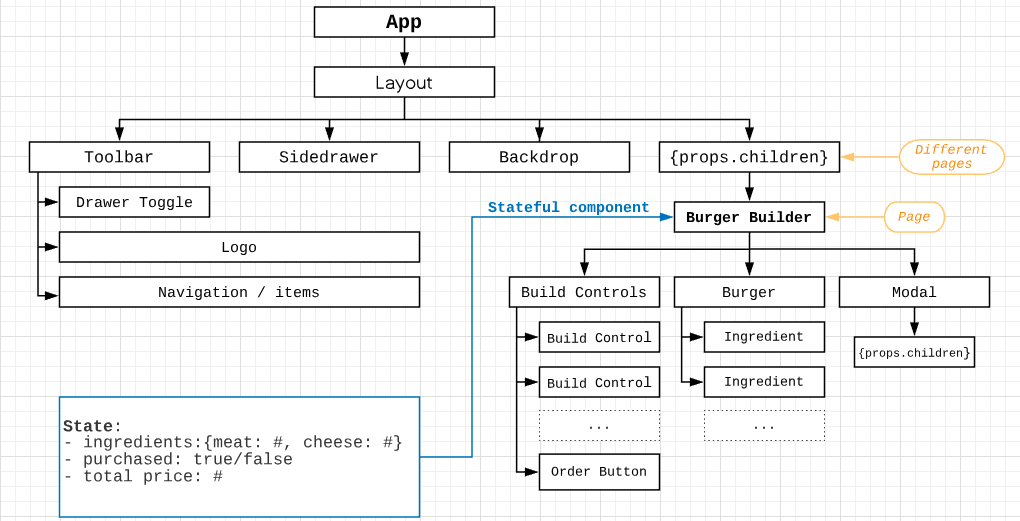 App
Layout
Toolbar
Sidedrawer
Backdrop
{props.children}
Different
pages
Drawer Toggle
Logo
Navigation / items
Stateful component
Burger Builder
Page
Build Controls
Burger
Modal
Build Control
Ingredient
{props.children}
Build Control
Ingredient
...
...
Order Button
State:
- ingredients:{meat: #, cheese: #}
- purchased: true/false
- total price: #